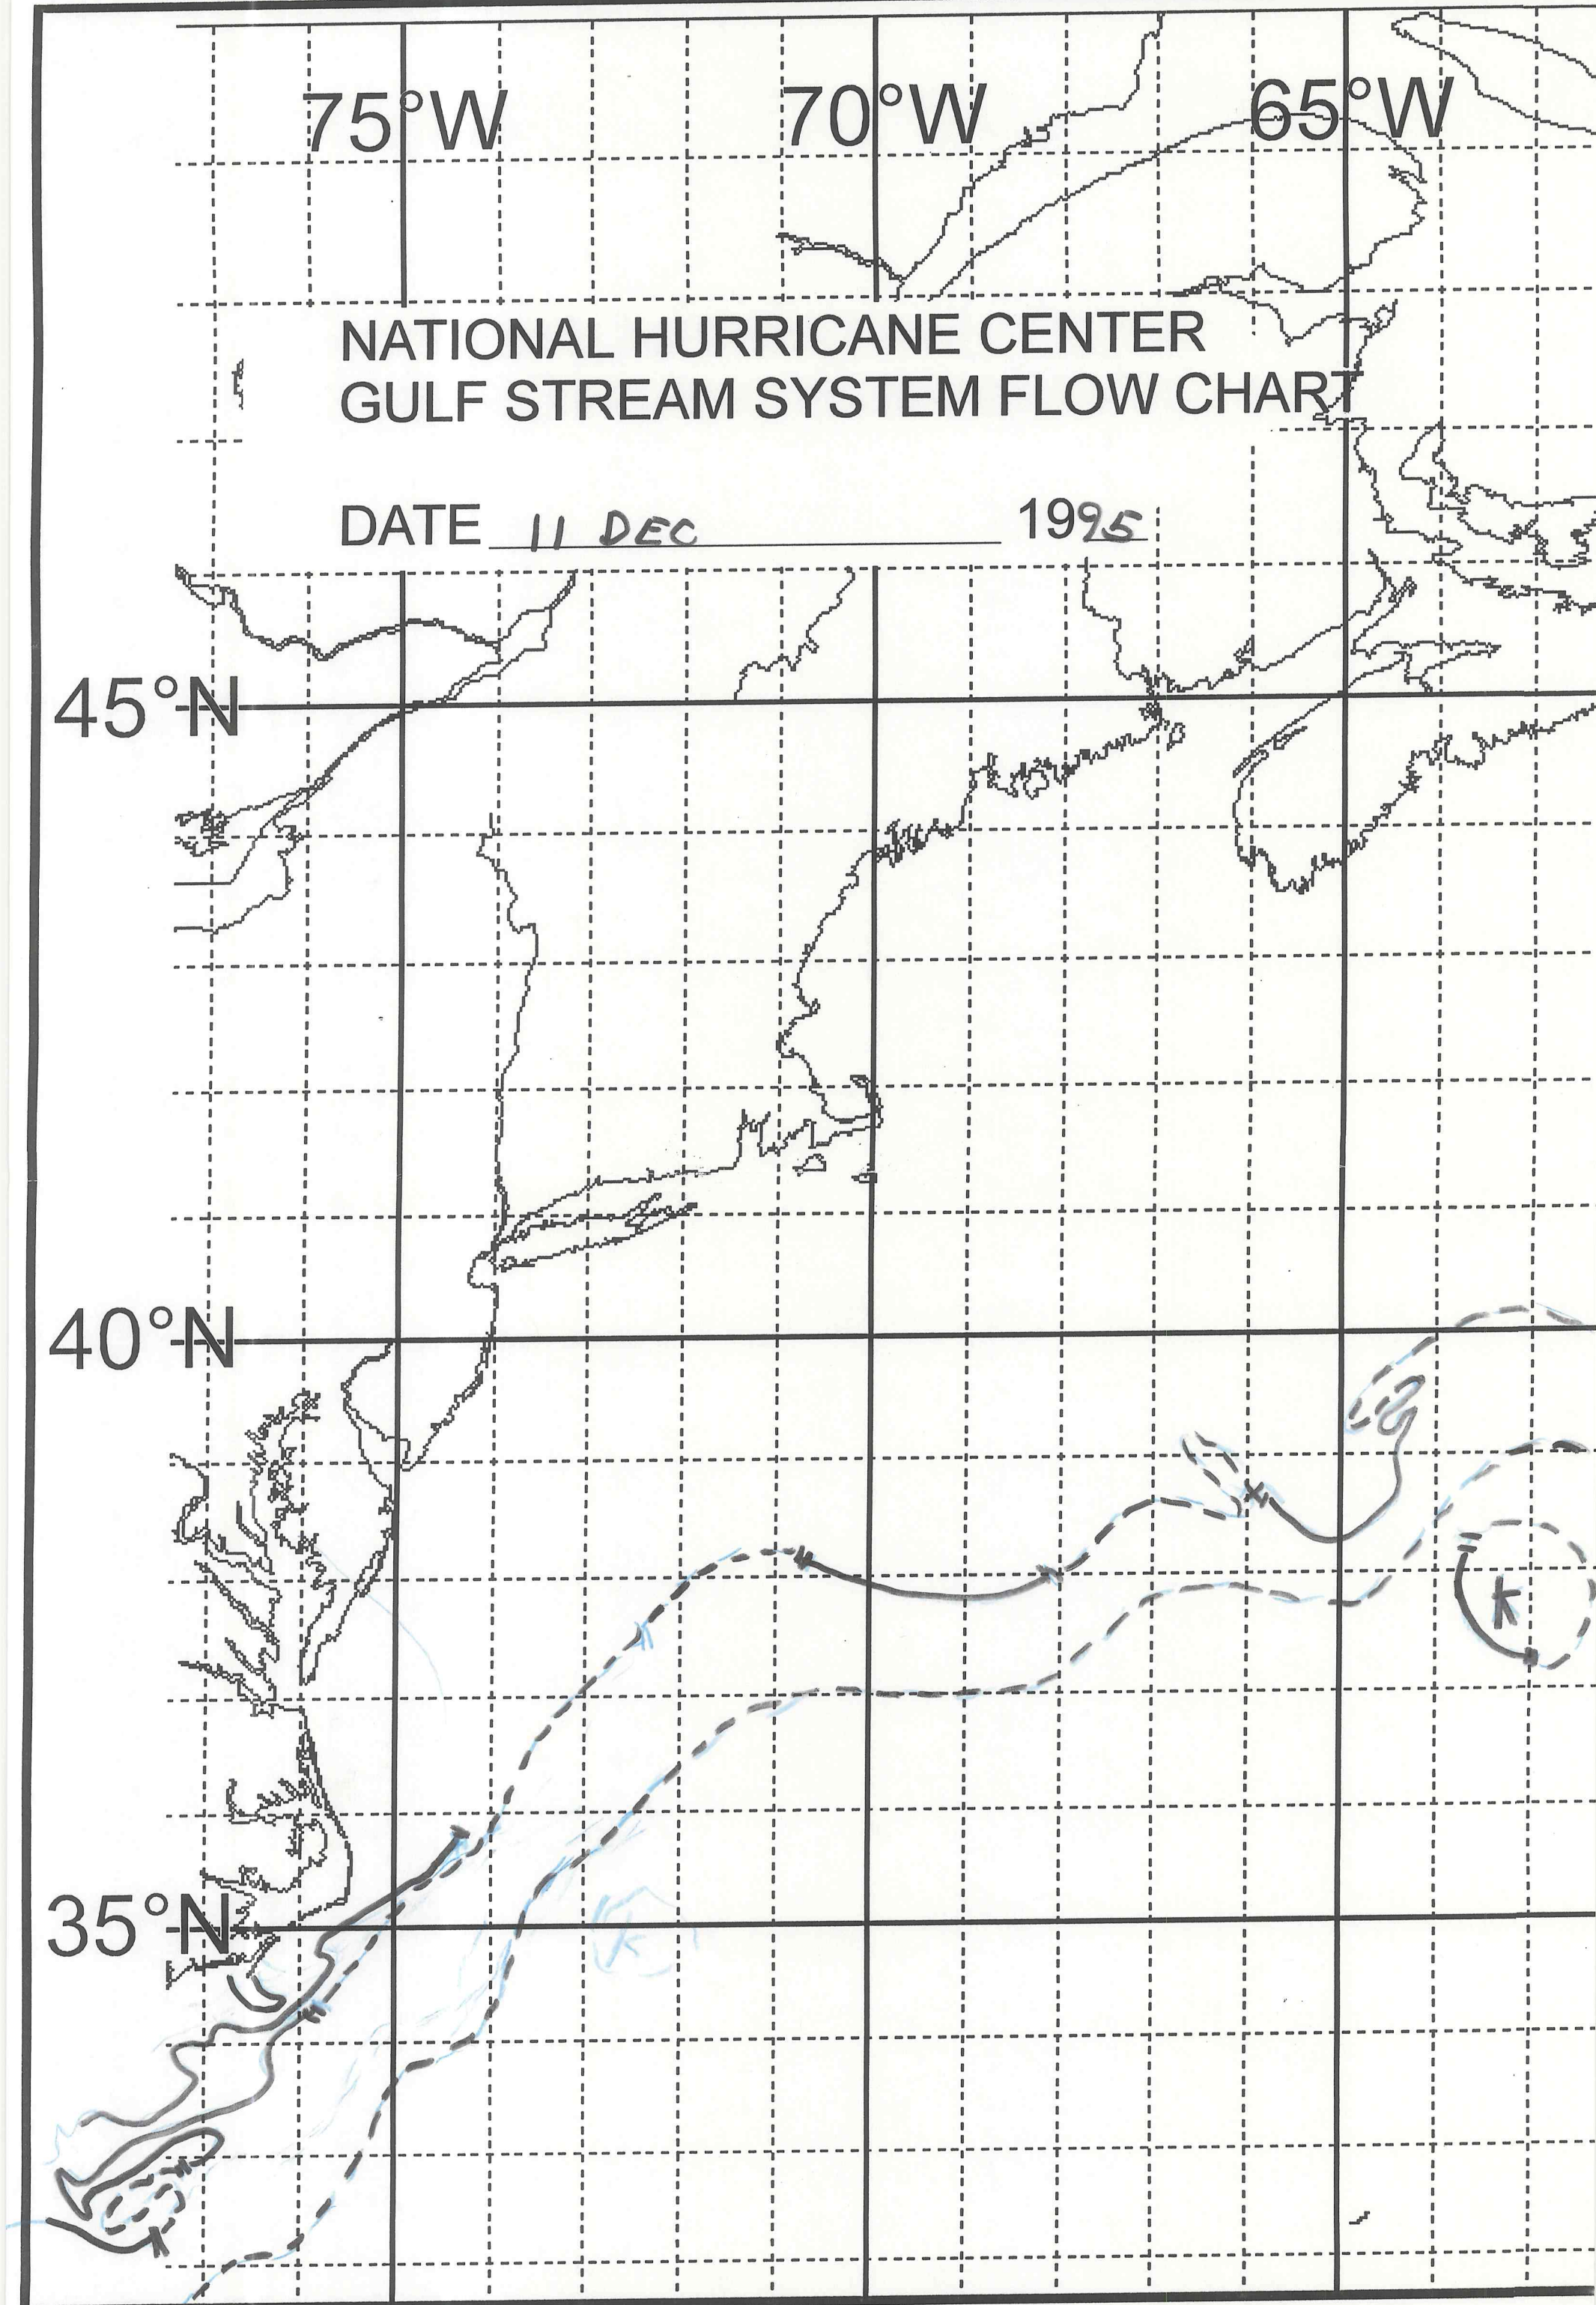 75°W 70°W 65°W
NATIONAL HURRICANE CENTER
GULF STREAM SYSTEM FLOW CHART
DATE 11 DEC 1995
45°N
40°N
K
35°N
K